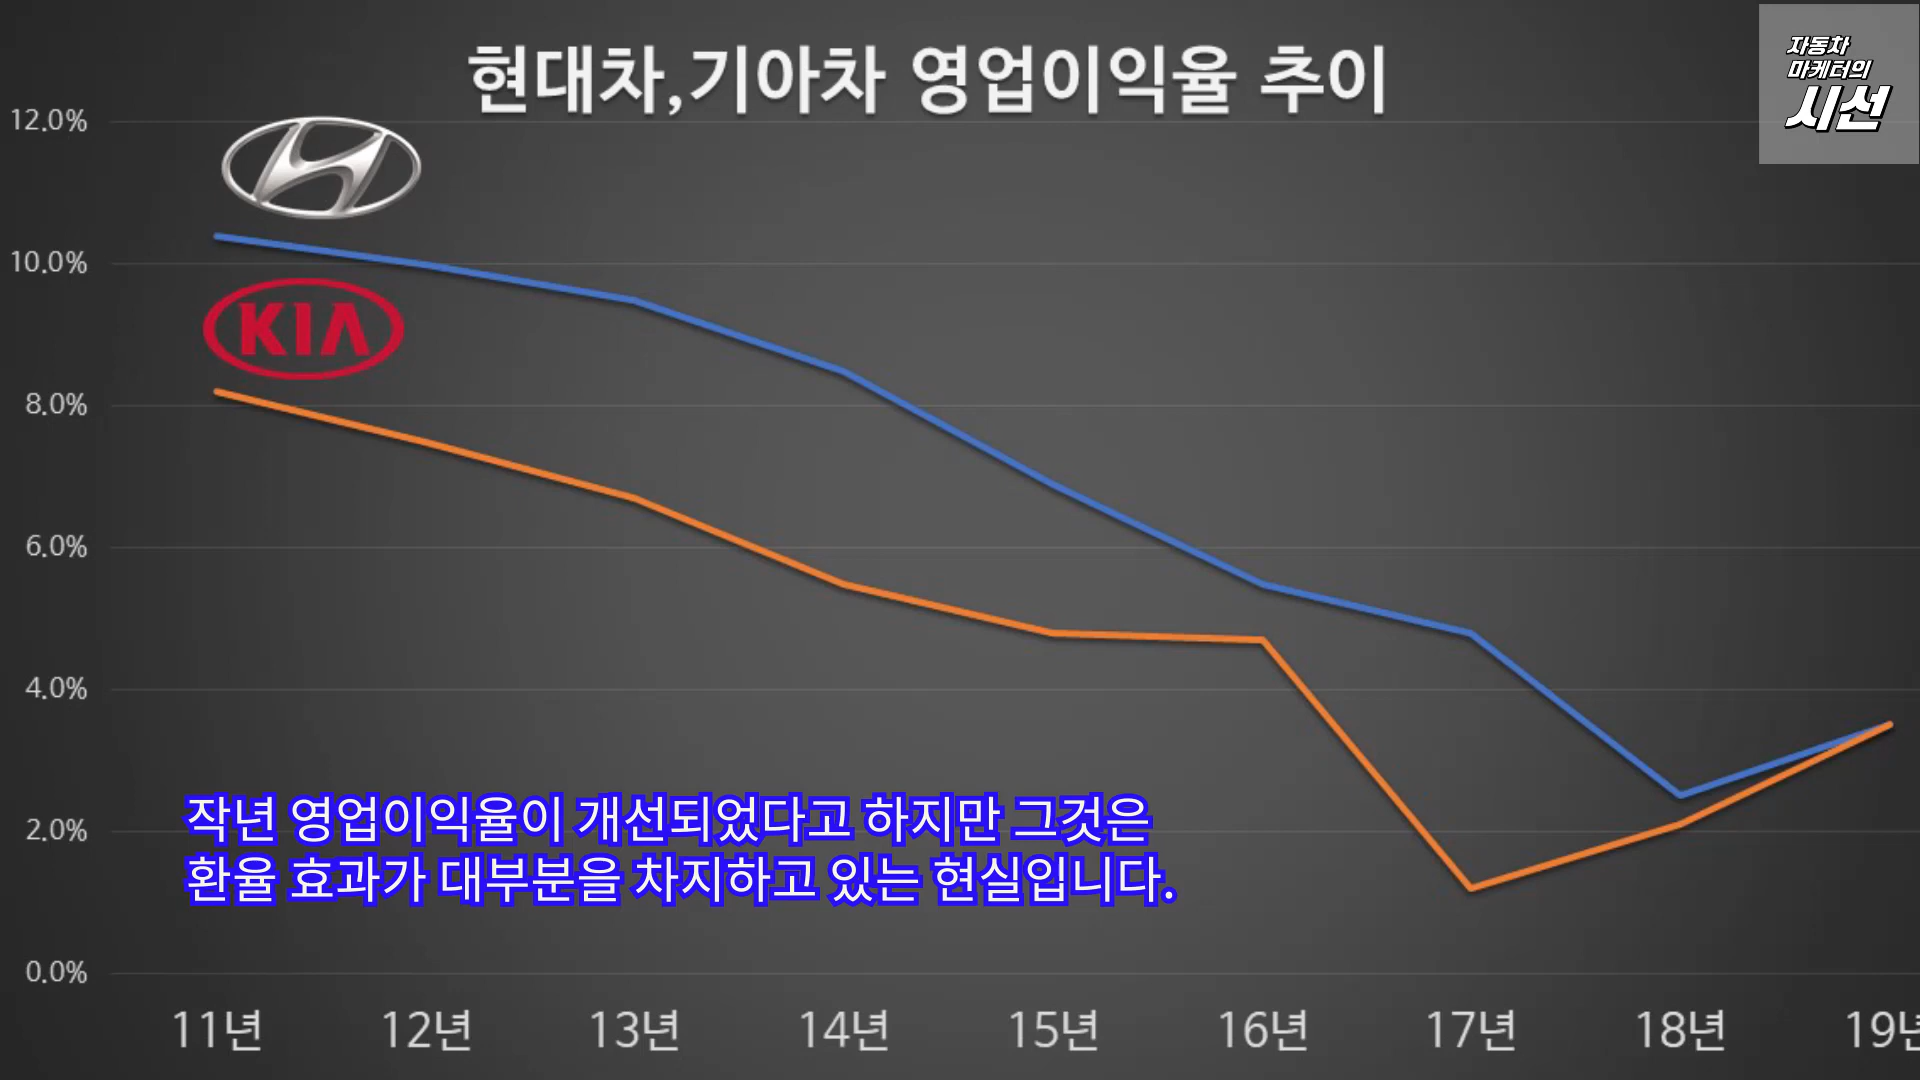 현대차,기아차 영업이익율 추이
자동차
마케터의
시선
12.0%
10.0%
8.0%
6.0%
4.0%
2.0%
0.0%
KIA
작년 영업이익율이 개선되었다고 하지만 그것은
환율 효과가 대부분을 차지하고 있는 현실입니다.
11년
12년
13년
14년
15년
16년
17년
18년
19년